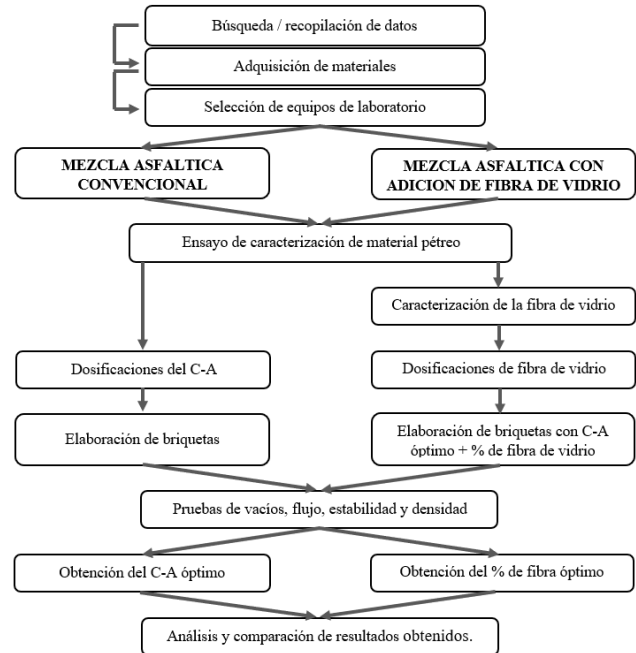 Búsqueda / recopilación de datos
Adquisición de materiales
Selección de equipos de laboratorio
MEZCLA ASFALTICA
CONVENCIONAL
MEZCLA ASFALTICA CON
ADICION DE FIBRA DE VIDRIO
Ensayo de caracterización de material pétreo
Caracterización de la fibra de vidrio
Dosificaciones del C-A
Dosificaciones de fibra de vidrio
Elaboración de briquetas
Elaboración de briquetas con C-A
óptimo + % de fibra de vidrio
Pruebas de vacíos, flujo, estabilidad y densidad
Obtención del C-A óptimo
Obtención del % de fibra óptimo
Análisis y comparación de resultados obtenidos.